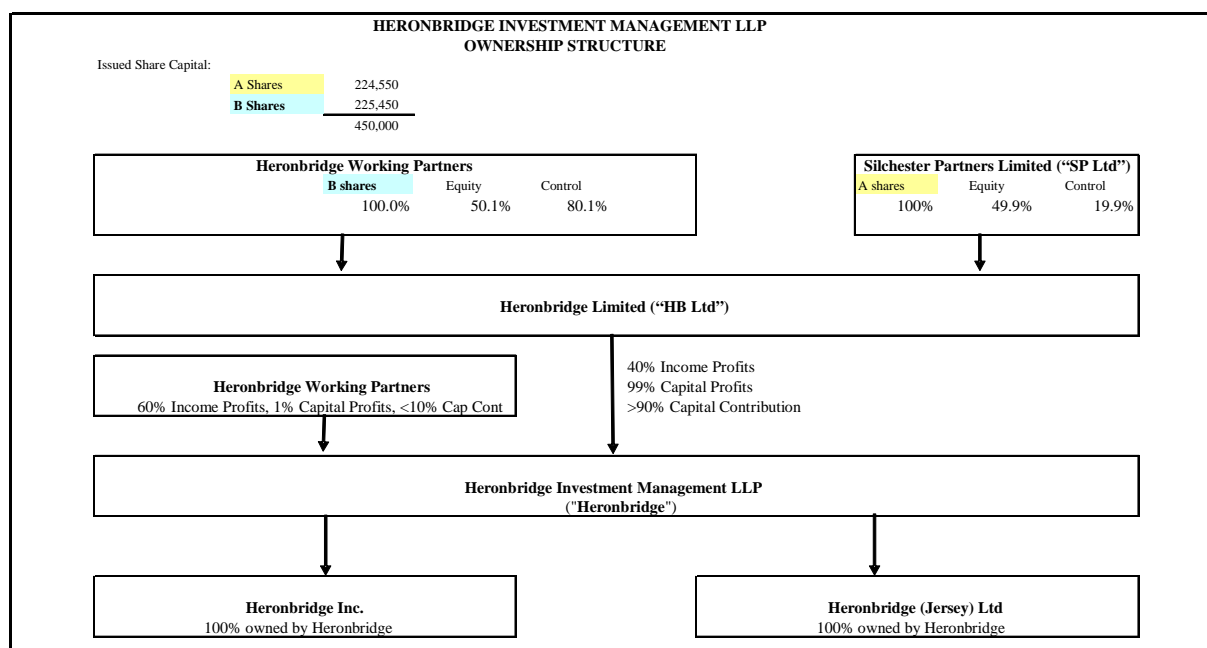 HERONBRIDGE INVESTMENT MANAGEMENT LLP
OWNERSHIP STRUCTURE
Issued Share Capital:
A Shares 224,550
B Shares 225,450
450,000
Heronbridge Working Partners
B shares Equity Control
100.0% 50.1% 80.1%
Silchester Partners Limited (“SP Ltd”)
A shares Equity Control
100% 49.9% 19.9%
Heronbridge Limited (“HB Ltd”)
40% Income Profits
99% Capital Profits
>90% Capital Contribution
Heronbridge Working Partners
60% Income Profits, 1% Capital Profits, <10% Cap Cont
Heronbridge Investment Management LLP
("Heronbridge")
Heronbridge Inc.
100% owned by Heronbridge
Heronbridge (Jersey) Ltd
100% owned by Heronbridge